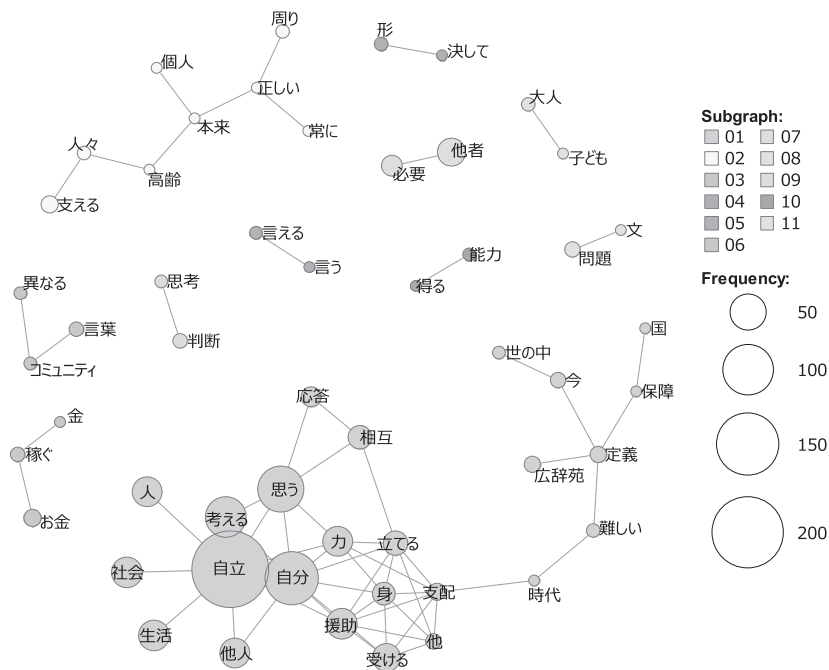 周り
形
決して
個人
正しい
大人
本来
常に
他者
人々
必要
子ども
高齢
支える
文
言える
問題
能力
言う
異なる
思考
得る
言葉
国
判断
世の中
コミュニティ
今
保障
応答
金
相互
稼ぐ
定義
広辞苑
人
思う
お金
考える
難しい
力
立てる
社会
自立
自分
身
支配
時代
生活
援助
他
他人
受ける
Subgraph:
01 07
02 08
03 09
04 10
05 11
06
Frequency:
50
100
150
200